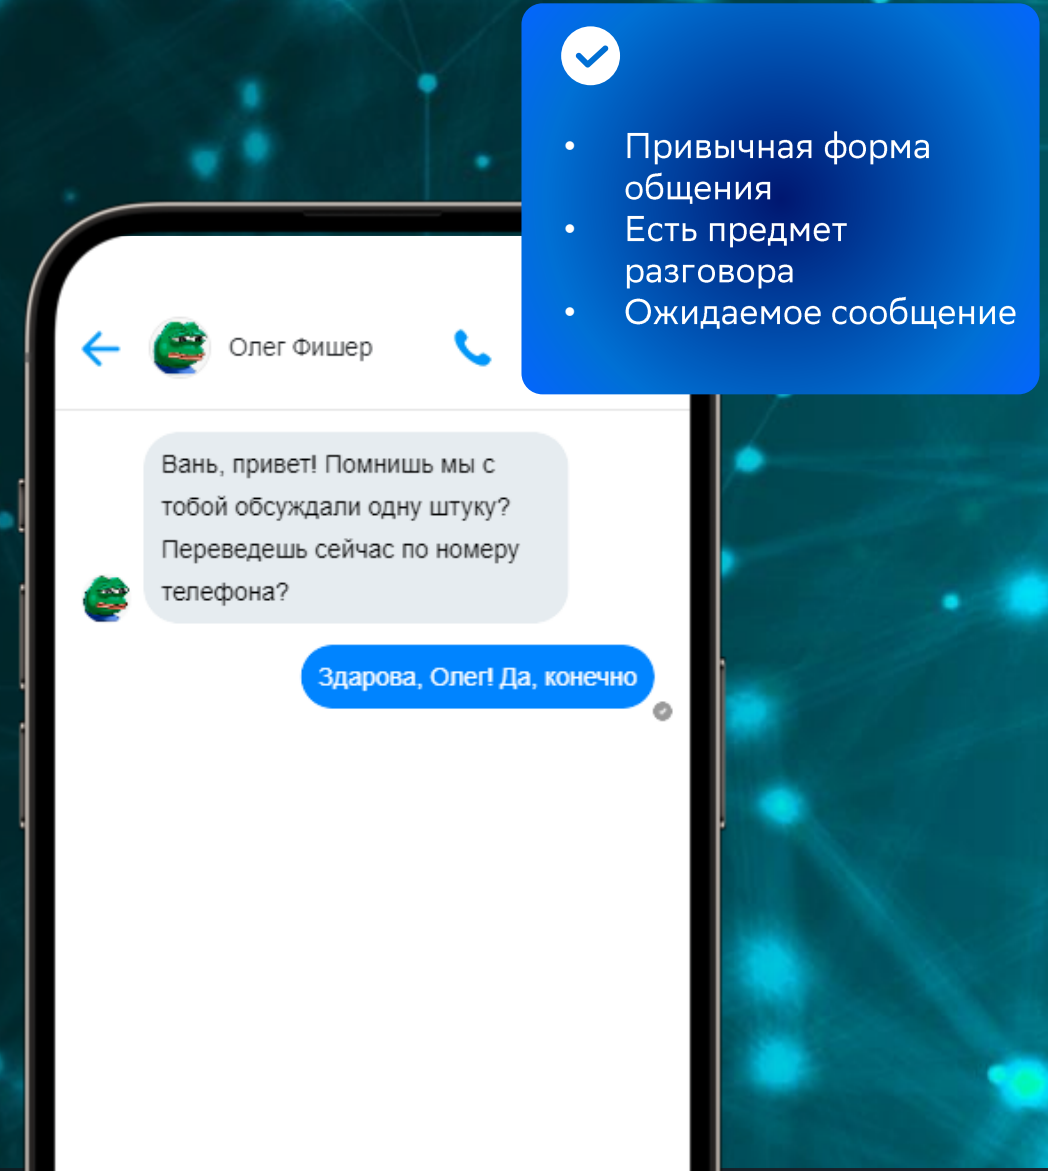 • Привычная форма
общения
• Есть предмет
разговора
• Ожидаемое сообщение
Олег Фишер
Вань, привет! Помнишь мы с
тобой обсуждали одну штуку?
Переведешь сейчас по номеру
телефона?
Здарова, Олег! Да, конечно